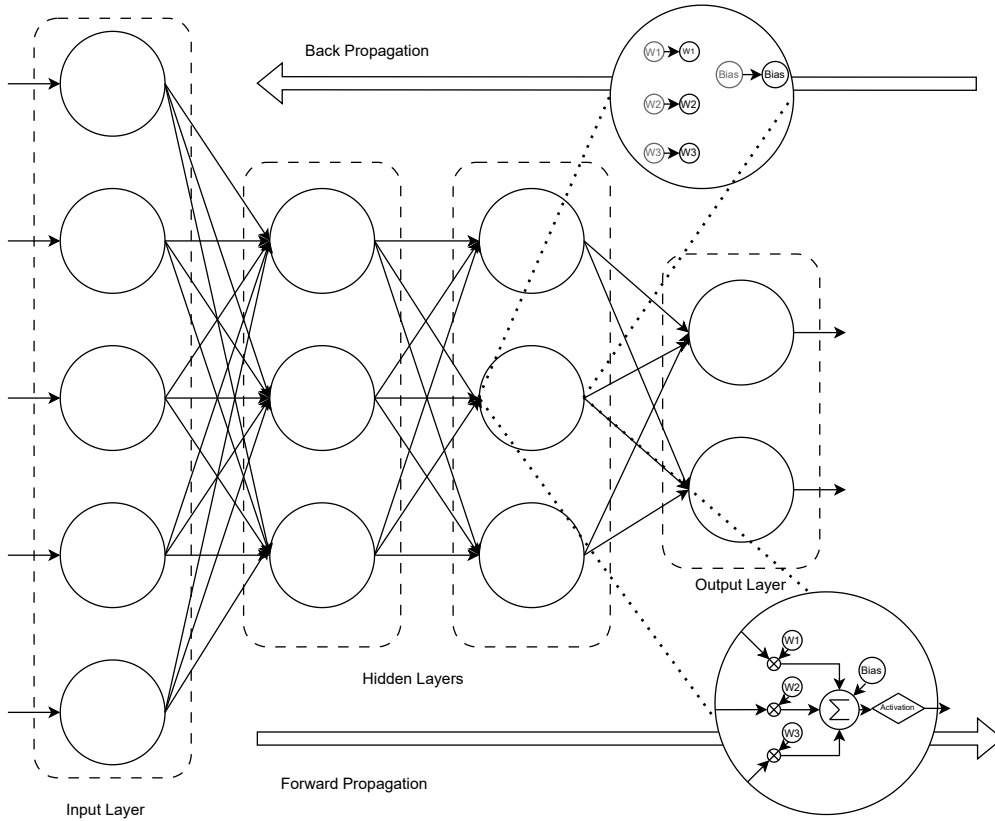 Back Propagation
W1 W1
Bias Bias
W2 W2
W3 W3
Output Layer
W1
Bias
W2
Σ
Activation
W3
Hidden Layers
Forward Propagation
Input Layer